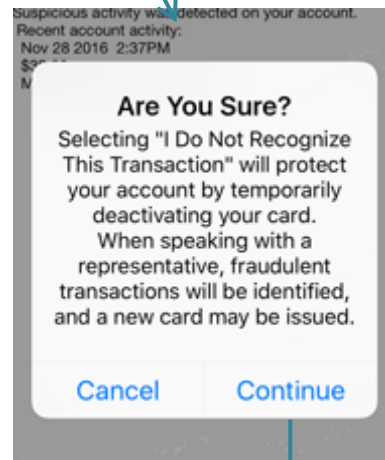 Suspicious activity was detected on your account.
Recent account activity:
Nov 28 2016 2:37PM
Are You Sure?
Selecting "I Do Not Recognize
This Transaction" will protect
your account by temporarily
deactivating your card.
When speaking with a
representative, fraudulent
transactions will be identified,
and a new card may be issued.
Cancel
Continue